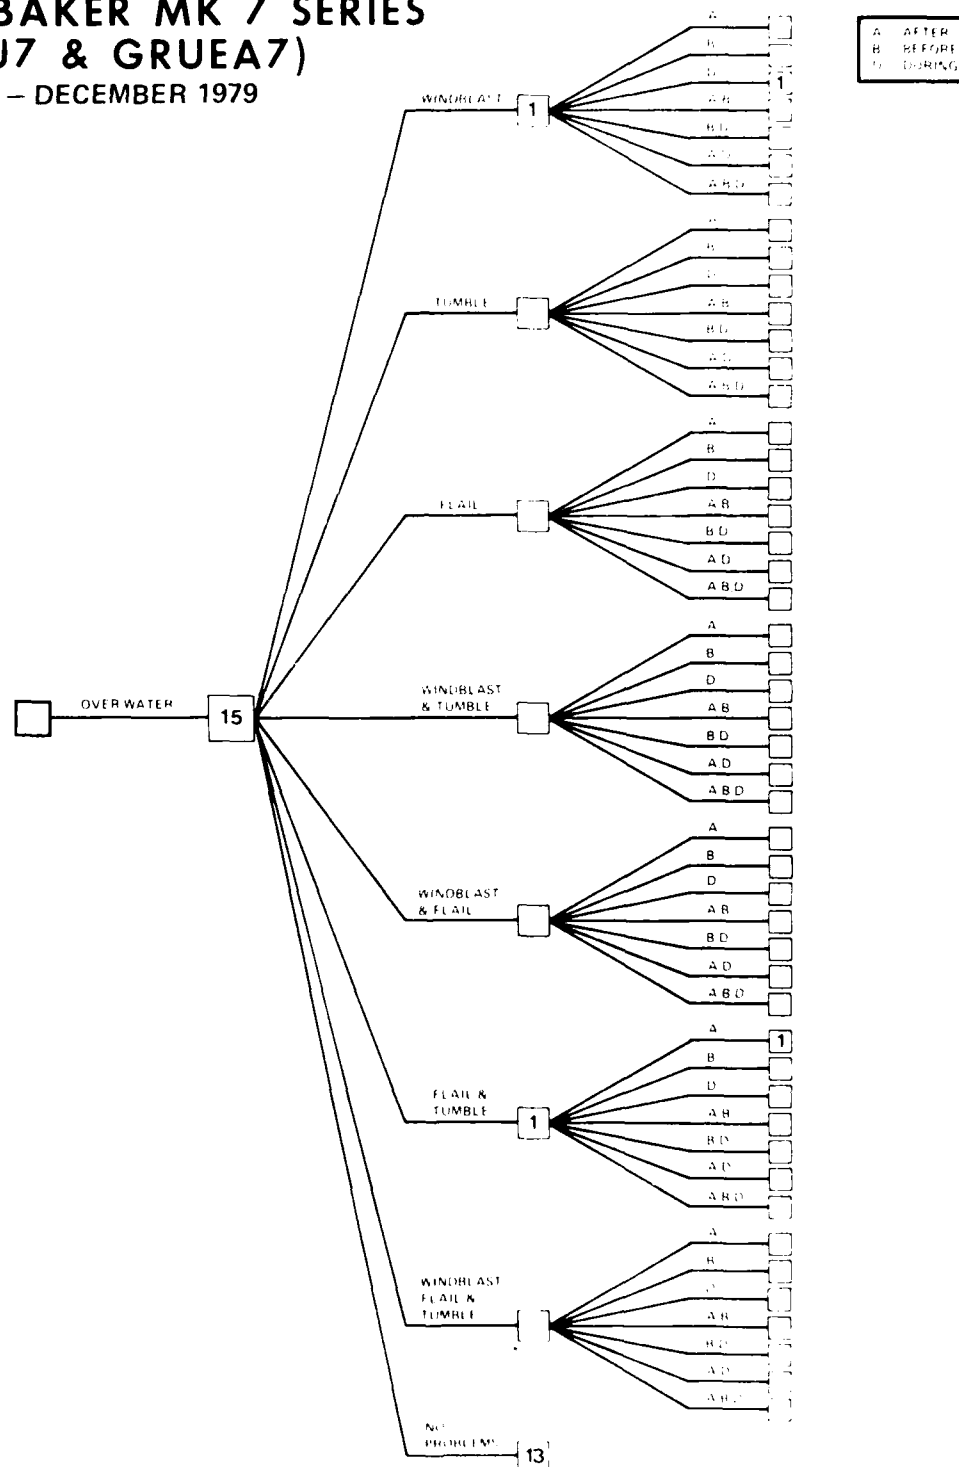 BAKER MK 7 SERIES
J7 & GRUEA7)
– DECEMBER 1979
A AFTER
B BEFORE
D DURING
WINDBLAST
1
A
B
D
1
A B
B D
A D
A B D
TUMBLE
A
B
D
A B
B D
A D
A B D
FLAIL
A
B
D
A B
B D
A D
A B D
OVER WATER
15
WINDBLAST
& TUMBLE
A
B
D
A B
B D
A D
A B D
WINDBLAST
& FLAIL
A
B
D
A B
B D
A D
A B D
FLAIL &
TUMBLE
1
A
1
B
D
A B
B D
A D
A B D
WINDBLAST
FLAIL &
TUMBLE
A
B
D
A B
B D
A D
A B D
NO
PROBLEMS
13